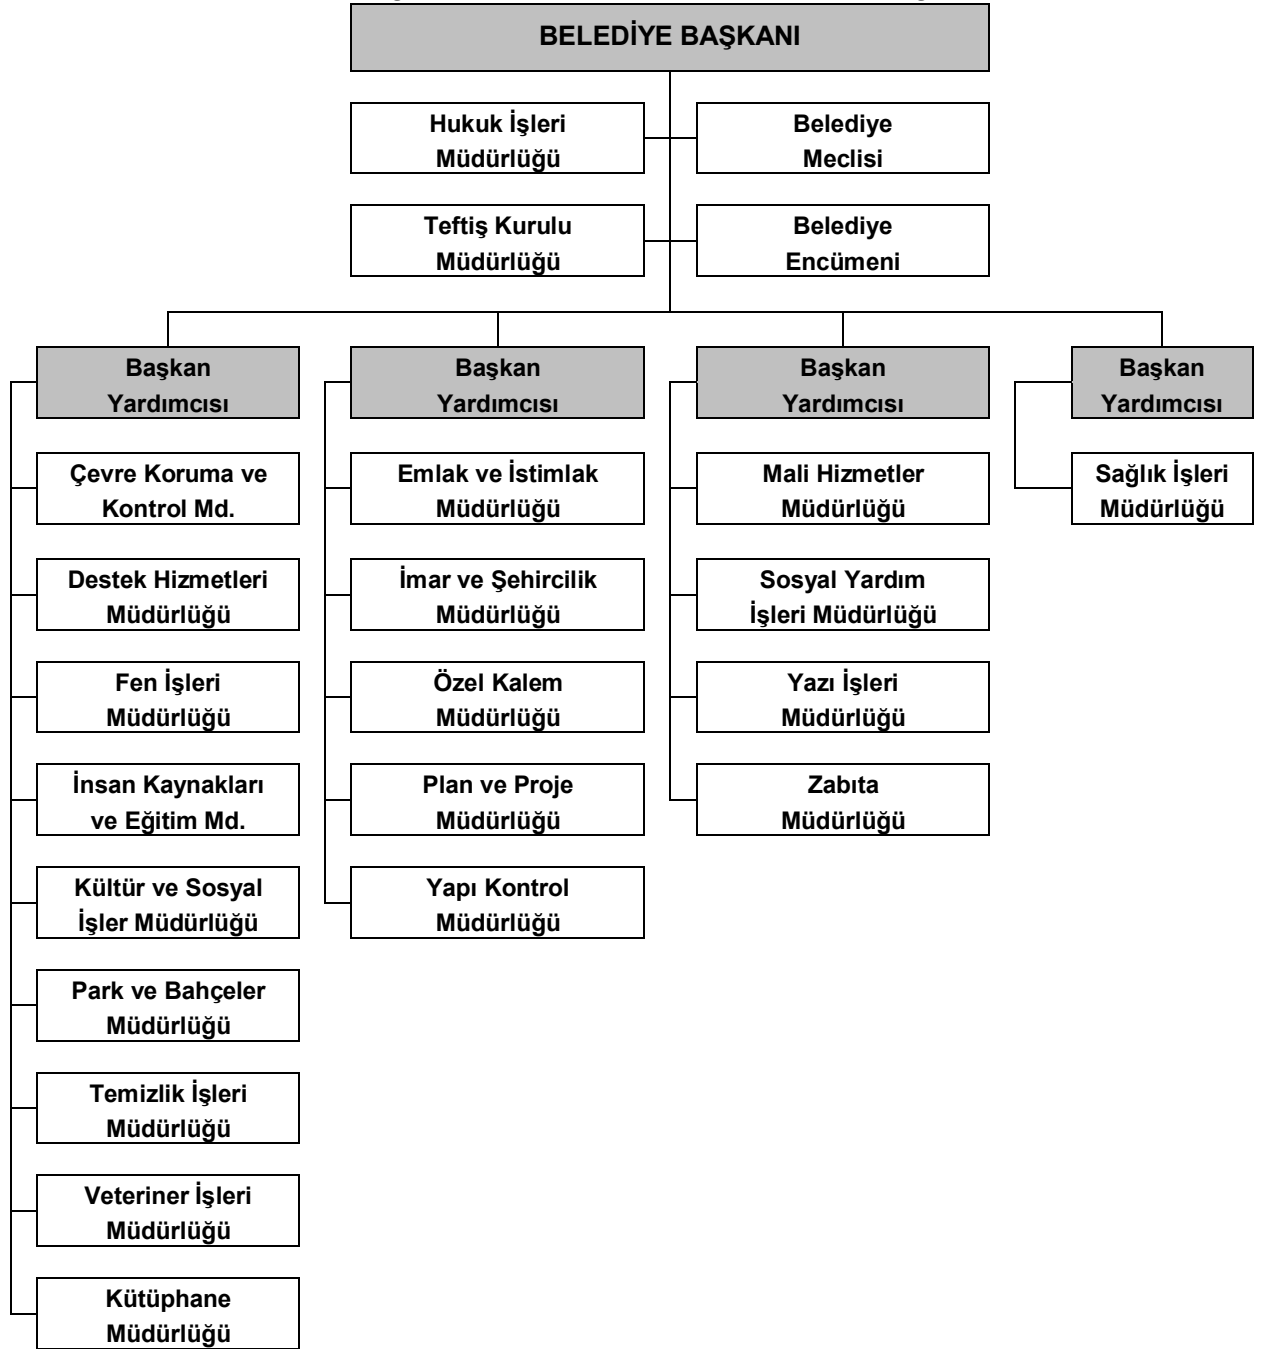 BELEDİYE BAŞKANI
Hukuk İşleri
Müdürlüğü
Belediye
Meclisi
Teftiş Kurulu
Müdürlüğü
Belediye
Encümeni
Başkan
Yardımcısı
Çevre Koruma ve
Kontrol Md.
Destek Hizmetleri
Müdürlüğü
Fen İşleri
Müdürlüğü
İnsan Kaynakları
ve Eğitim Md.
Kültür ve Sosyal
İşler Müdürlüğü
Park ve Bahçeler
Müdürlüğü
Temizlik İşleri
Müdürlüğü
Veteriner İşleri
Müdürlüğü
Kütüphane
Müdürlüğü
Başkan
Yardımcısı
Emlak ve İstimlak
Müdürlüğü
İmar ve Şehircilik
Müdürlüğü
Özel Kalem
Müdürlüğü
Plan ve Proje
Müdürlüğü
Yapı Kontrol
Müdürlüğü
Başkan
Yardımcısı
Mali Hizmetler
Müdürlüğü
Sosyal Yardım
İşleri Müdürlüğü
Yazı İşleri
Müdürlüğü
Zabıta
Müdürlüğü
Başkan
Yardımcısı
Sağlık İşleri
Müdürlüğü